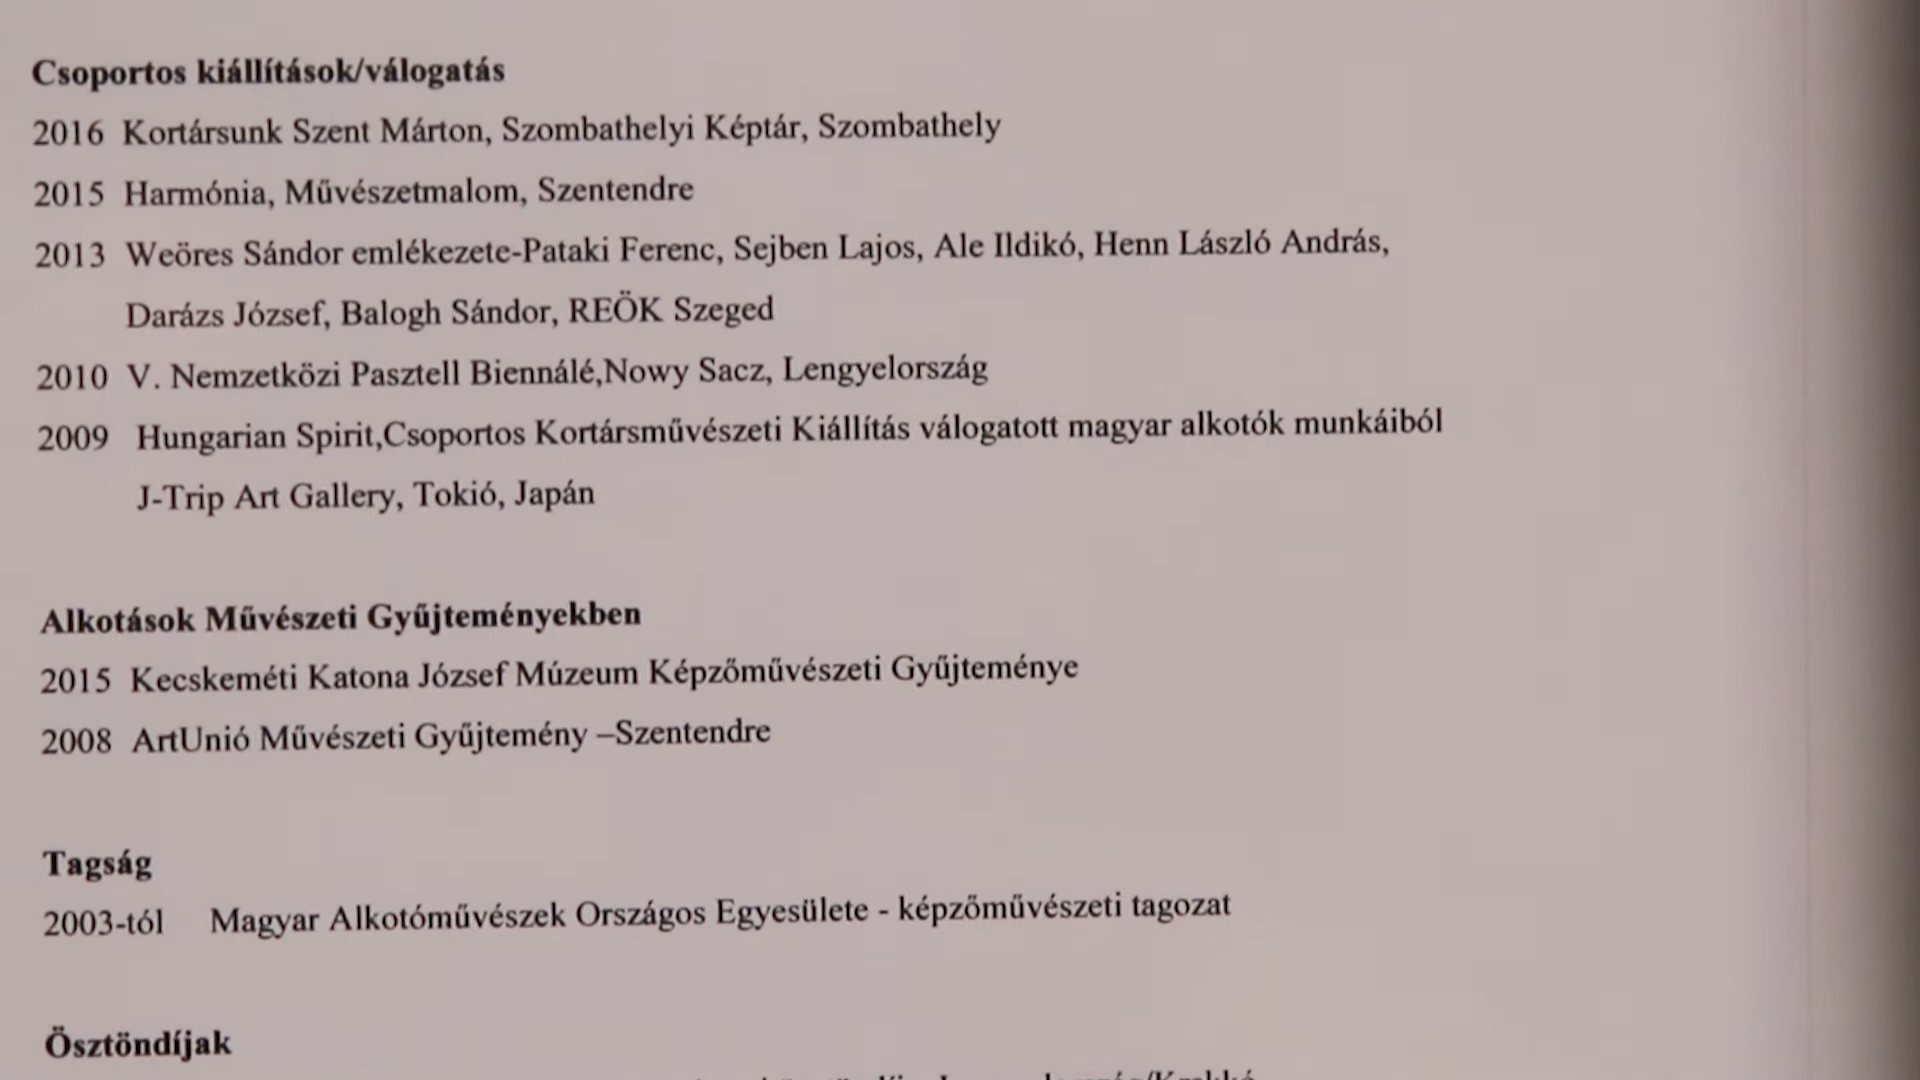 Csoportos kiállítások/válogatás
2016 Kortársunk Szent Márton, Szombathelyi Képtár, Szombathely
2015 Harmónia, Művészetmalom, Szentendre
2013 Weöres Sándor emlékezete-Pataki Ferenc, Sejben Lajos, Ale Ildikó, Henn László András,
Darázs József, Balogh Sándor, REÖK Szeged
2010 V. Nemzetközi Pasztell Biennálé,Nowy Sacz, Lengyelország
2009 Hungarian Spirit,Csoportos Kortársművészeti Kiállítás válogatott magyar alkotók munkáiból
J-Trip Art Gallery, Tokió, Japán
Alkotások Művészeti Gyűjteményekben
2015 Kecskeméti Katona József Múzeum Képzőművészeti Gyűjteménye
2008 ArtUnió Művészeti Gyűjtemény –Szentendre
Tagság
2003-tól Magyar Alkotóművészek Országos Egyesülete - képzőművészeti tagozat
Ösztöndíjak